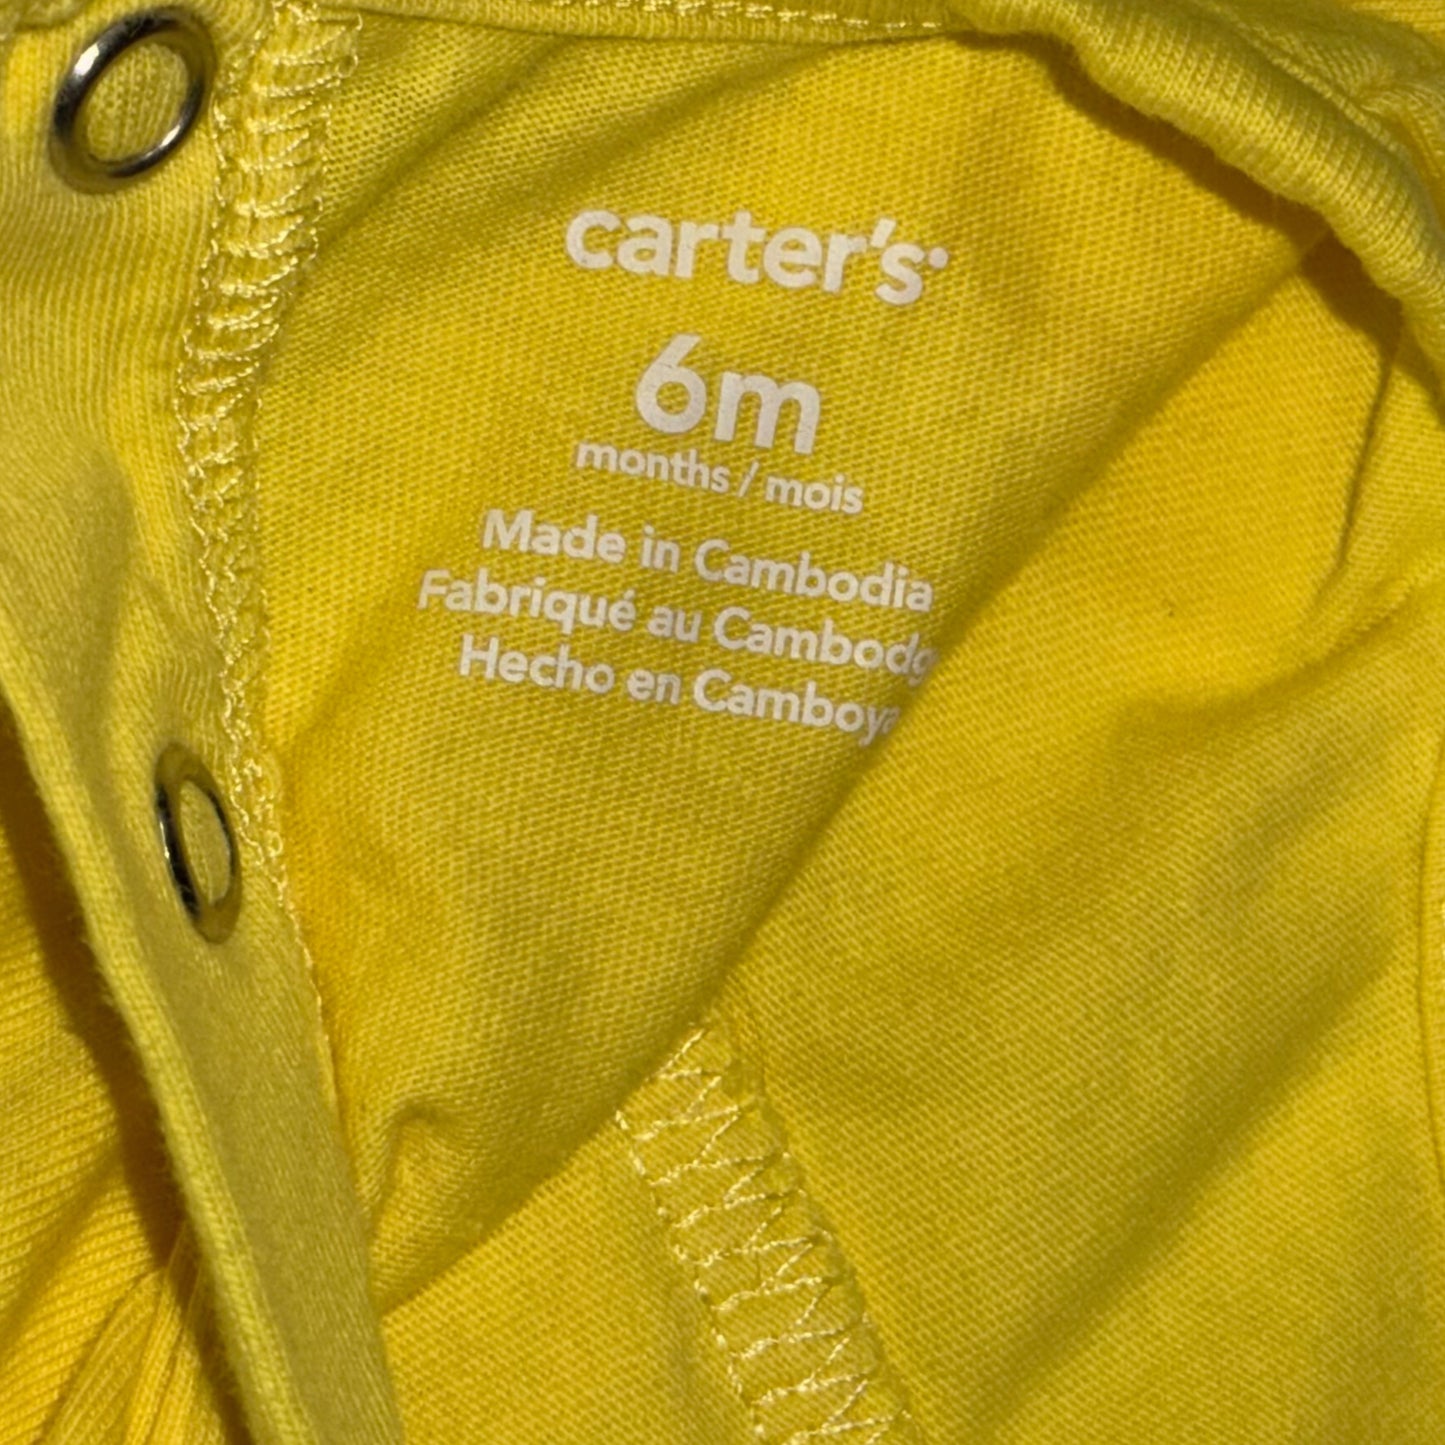 carter's
6m
months / mois
Made in Cambodia
Fabriqué au Cambodg
Hecho en Camboya